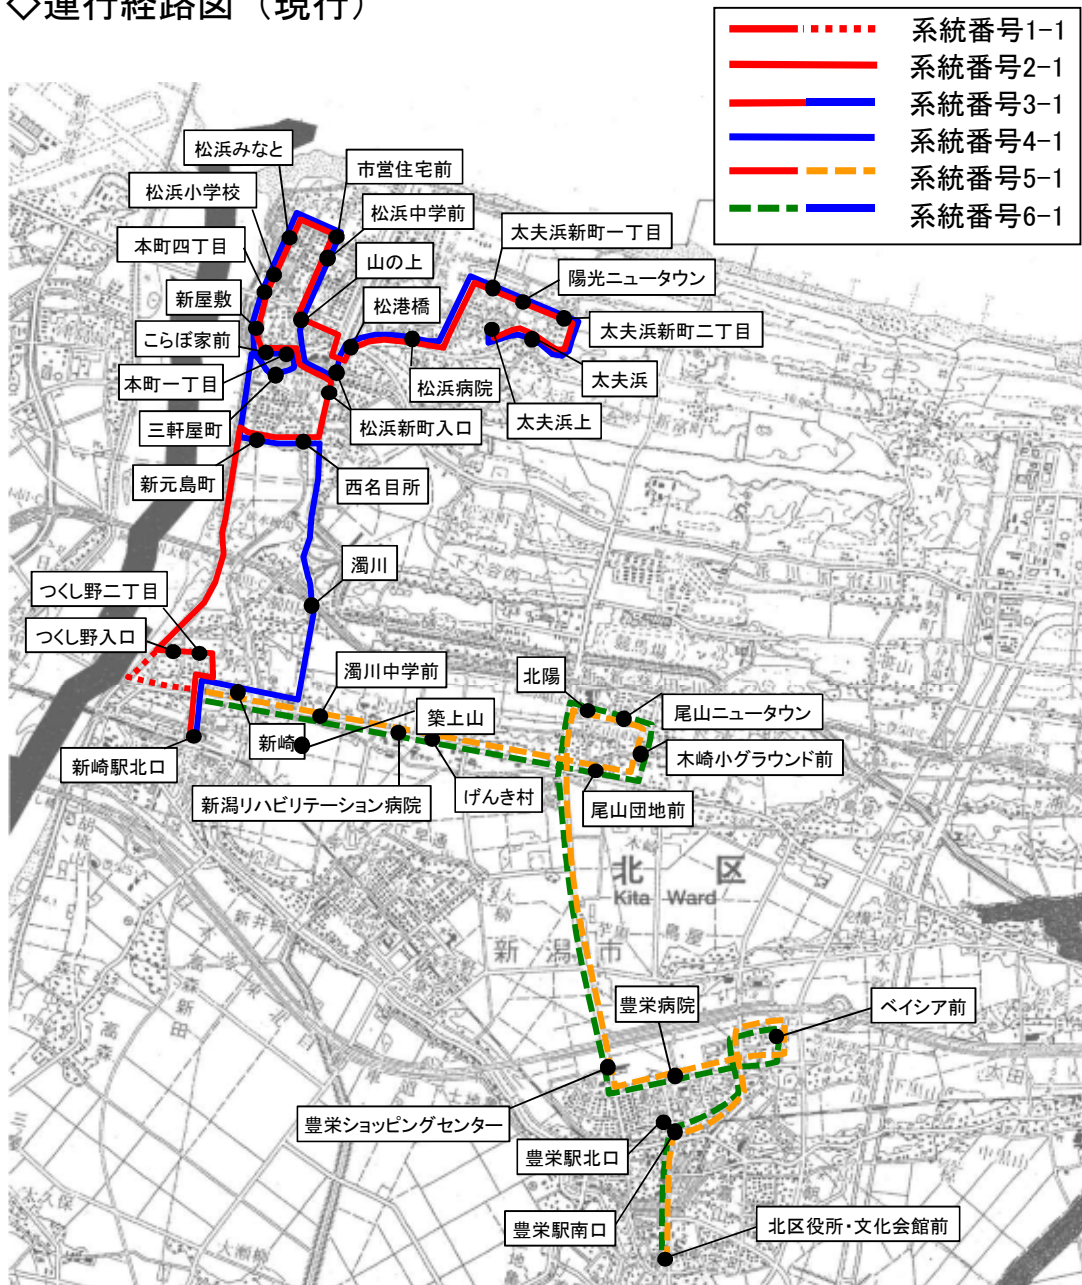 ◇運行経路図（現行）
系統番号1-1
系統番号2-1
系統番号3-1
系統番号4-1
系統番号5-1
系統番号6-1
松浜みなと
市営住宅前
松浜小学校
松浜中学前
本町四丁目
山の上
太夫浜新町一丁目
新屋敷
松港橋
陽光ニュータウン
こらぼ家前
太夫浜新町二丁目
本町一丁目
松浜病院
太夫浜
三軒屋町
松浜新町入口
太夫浜上
新元島町
西名目所
濁川
つくし野二丁目
つくし野入口
濁川中学前
北陽
築上山
尾山ニュータウン
新崎駅北口
新崎
木崎小グラウンド前
新潟リハビリテーション病院
げんき村
尾山団地前
北区
Kita Ward
新潟市
豊栄病院
ベイシア前
豊栄ショッピングセンター
豊栄駅北口
豊栄駅南口
北区役所・文化会館前